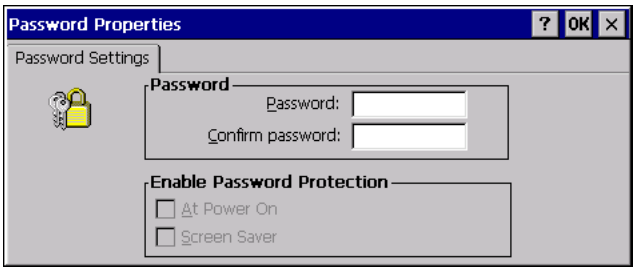 Password Properties ? OK ×
Password Settings
Password
Password:
Confirm password:
Enable Password Protection
At Power On
Screen Saver